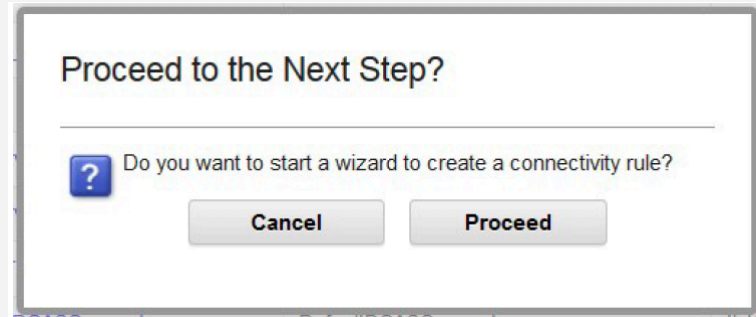 Proceed to the Next Step?
Do you want to start a wizard to create a connectivity rule?
Cancel Proceed